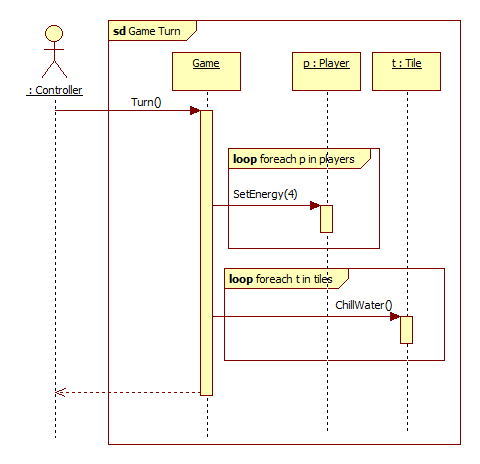 sd Game Turn
Game
p : Player
t : Tile
: Controller
Turn()
loop foreach p in players
SetEnergy(4)
loop foreach t in tiles
ChillWater()